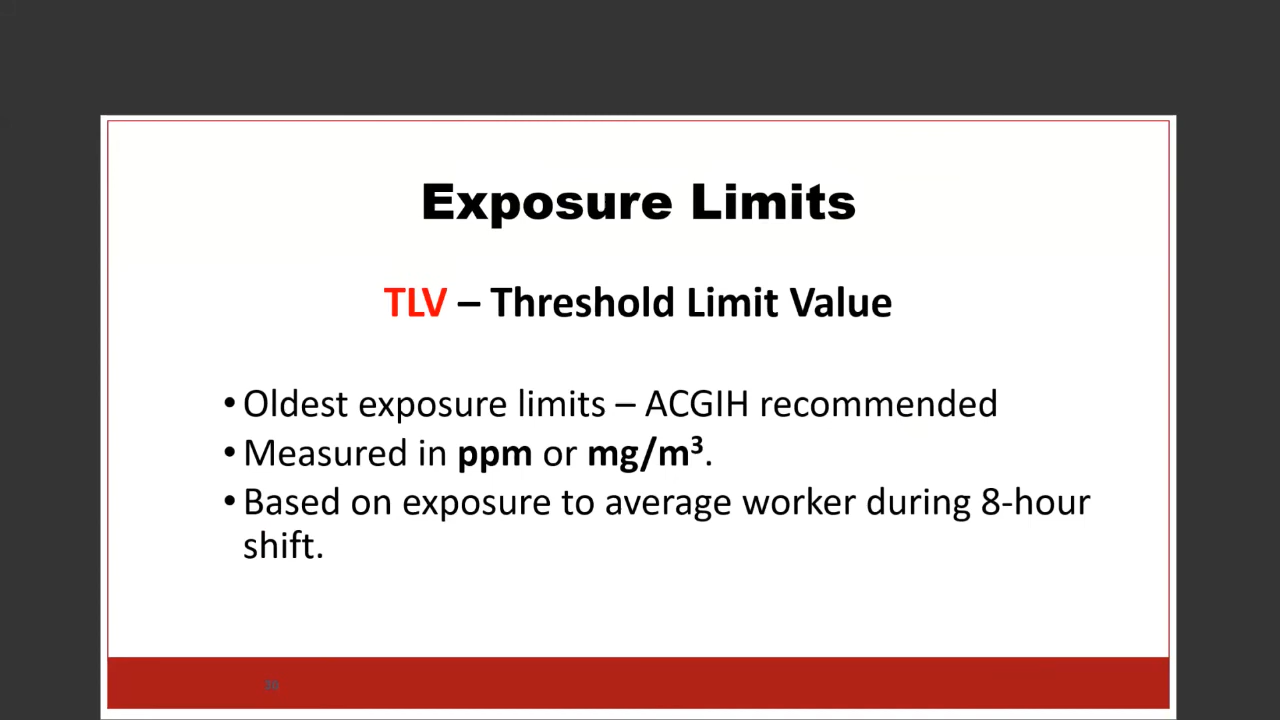 Exposure Limits
TLV – Threshold Limit Value
•Oldest exposure limits – ACGIH recommended
•Measured in ppm or mg/m³.
•Based on exposure to average worker during 8-hour
shift.
36